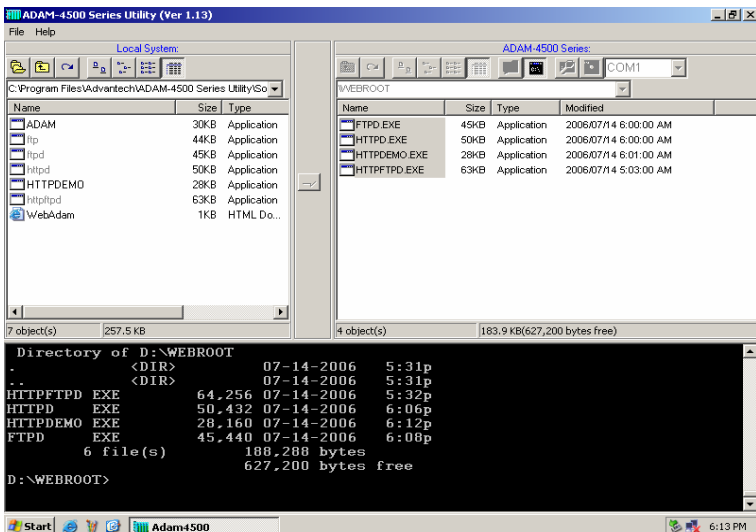 ADAM-4500 Series Utility (Ver 1.13)
File Help
Local System:
ADAM-4500 Series:
COM1
C:\Program Files\Advantech\ADAM-4500 Series Utility\So
\WEBROOT
Name Size Type
ADAM 30KB Application
ftp 44KB Application
ftpd 45KB Application
httpd 50KB Application
HTTPDEMO 28KB Application
httpftpd 63KB Application
WebAdam 1KB HTML Do...
Name Size Type Modified
FTPD.EXE 45KB Application 2006/07/14 6:00:00 AM
HTTPD.EXE 50KB Application 2006/07/14 6:00:00 AM
HTTPDEMO.EXE 28KB Application 2006/07/14 6:01:00 AM
HTTPFTPD.EXE 63KB Application 2006/07/14 5:03:00 AM
7 object(s) 257.5 KB
4 object(s) 183.9 KB(627,200 bytes free)
Directory of D:\WEBROOT
. <DIR> 07-14-2006 5:31p
.. <DIR> 07-14-2006 5:31p
HTTPFTPD EXE 64,256 07-14-2006 5:32p
HTTPD EXE 50,432 07-14-2006 6:06p
HTTPDEMO EXE 28,160 07-14-2006 6:12p
FTPD EXE 45,440 07-14-2006 6:08p
6 file(s) 188,288 bytes
627,200 bytes free
D:\WEBROOT>
Start
Adam4500
6:13 PM